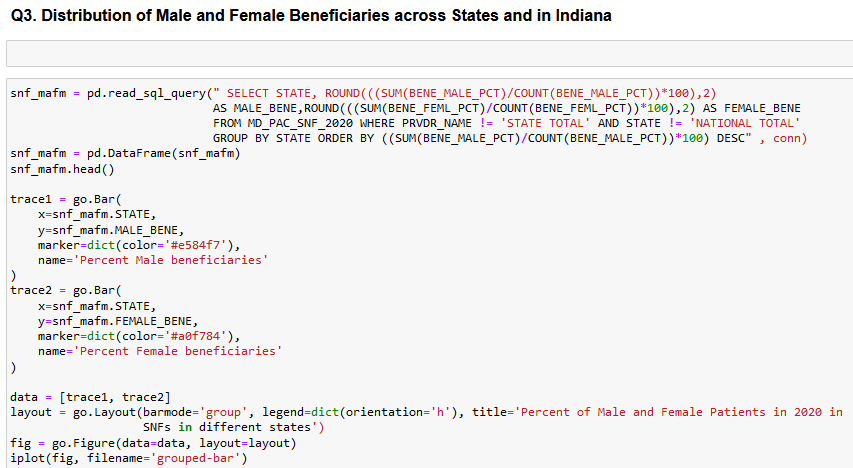 Q3. Distribution of Male and Female Beneficiaries across States and in Indiana
snf_mafm = pd.read_sql_query(" SELECT STATE, ROUND(((SUM(BENE_MALE_PCT)/COUNT(BENE_MALE_PCT))*100),2)
AS MALE_BENE,ROUND(((SUM(BENE_FEML_PCT)/COUNT(BENE_FEML_PCT))*100),2) AS FEMALE_BENE
FROM MD_PAC_SNF_2020 WHERE PRVDR_NAME != 'STATE TOTAL' AND STATE != 'NATIONAL TOTAL'
GROUP BY STATE ORDER BY ((SUM(BENE_MALE_PCT)/COUNT(BENE_MALE_PCT))*100) DESC" , conn)
snf_mafm = pd.DataFrame(snf_mafm)
snf_mafm.head()
trace1 = go.Bar(
x=snf_mafm.STATE,
y=snf_mafm.MALE_BENE,
marker=dict(color='#e584f7'),
name='Percent Male beneficiaries'
)
trace2 = go.Bar(
x=snf_mafm.STATE,
y=snf_mafm.FEMALE_BENE,
marker=dict(color='#a0f784'),
name='Percent Female beneficiaries'
)
data = [trace1, trace2]
layout = go.Layout(barmode='group', legend=dict(orientation='h'), title='Percent of Male and Female Patients in 2020 in
SNFs in different states')
fig = go.Figure(data=data, layout=layout)
iplot(fig, filename='grouped-bar')